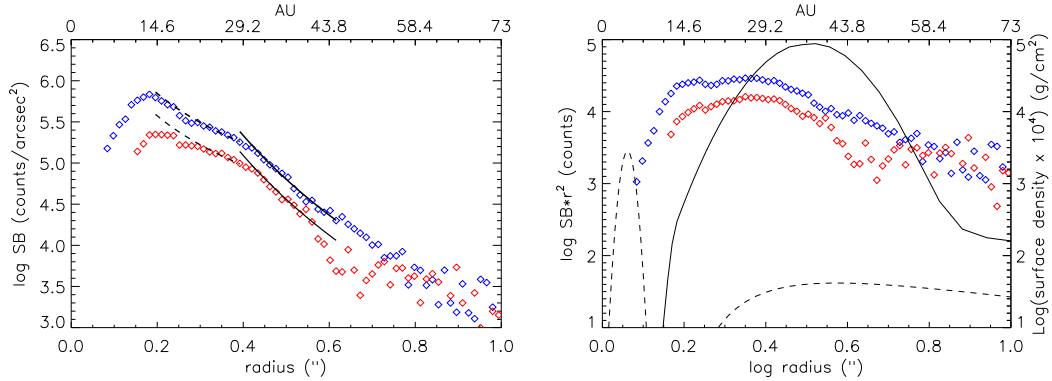 AU
0 14.6 29.2 43.8 58.4 73
6.5
6.0
5.5
5.0
4.5
4.0
3.5
3.0
log SB (counts/arcsec²)
0.0 0.2 0.4 0.6 0.8 1.0
radius ('')
AU
0 14.6 29.2 43.8 58.4 73
5
4
3
2
1
log SB*r² (counts)
5
4
3
2
1
Log(surface density x 10⁴) (g/cm²)
0.0 0.2 0.4 0.6 0.8 1.0
log radius ('')